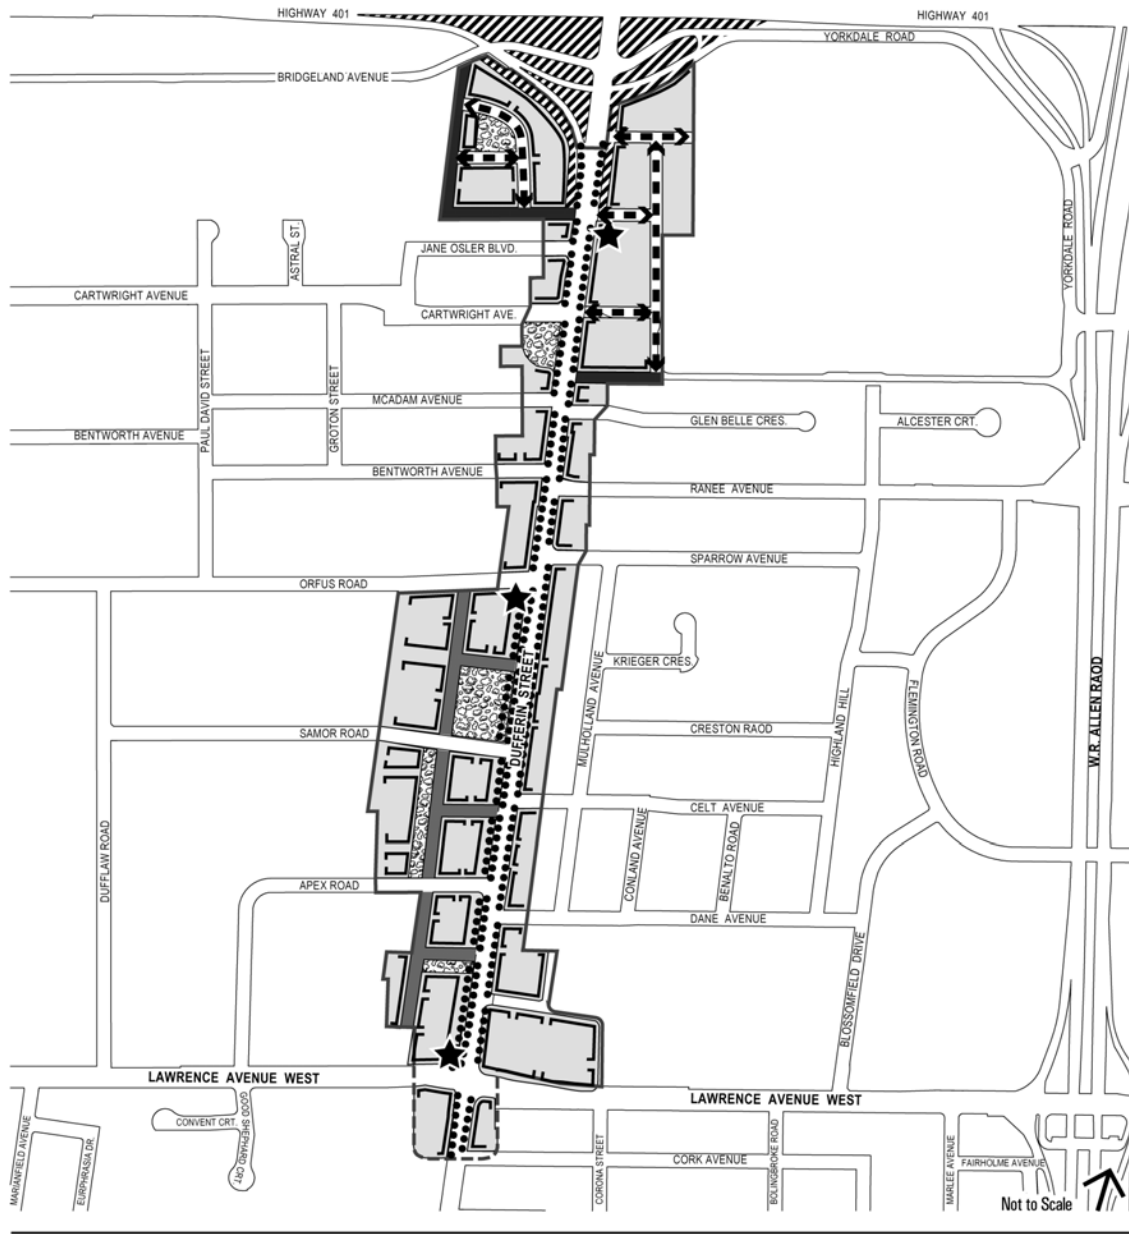 HIGHWAY 401
HIGHWAY 401
YORKDALE ROAD
BRIDGELAND AVENUE
YORKDALE ROAD
ASTRAL ST.
JANE OSLER BLVD.
CARTWRIGHT AVENUE
CARTWRIGHT AVE.
PAUL DAVID STREET
GROTON STREET
MCADAM AVENUE
GLEN BELLE CRES.
ALCESTER CRT.
BENTWORTH AVENUE
BENTWORTH AVENUE
RANEE AVENUE
SPARROW AVENUE
ORFUS ROAD
DUFFERIN STREET
MULHOLLAND AVENUE
KRIEGER CRES.
HIGHLAND HILL
FLEMINGTON ROAD
W.R. ALLEN RAOD
SAMOR ROAD
CRESTON RAOD
CELT AVENUE
DUFFLAW ROAD
CONLAND AVENUE
BENALTO ROAD
APEX ROAD
DANE AVENUE
BLOSSOMFIELD DRIVE
LAWRENCE AVENUE WEST
LAWRENCE AVENUE WEST
MARIANFIELD AVENUE
EURPHRASIA DR.
CONVENT CRT.
GOOD SHEPHARD CRT.
CORONA STREET
BOLINGBROKE ROAD
MARLEE AVENUE
CORK AVENUE
FAIRHOLME AVENUE
Not to Scale